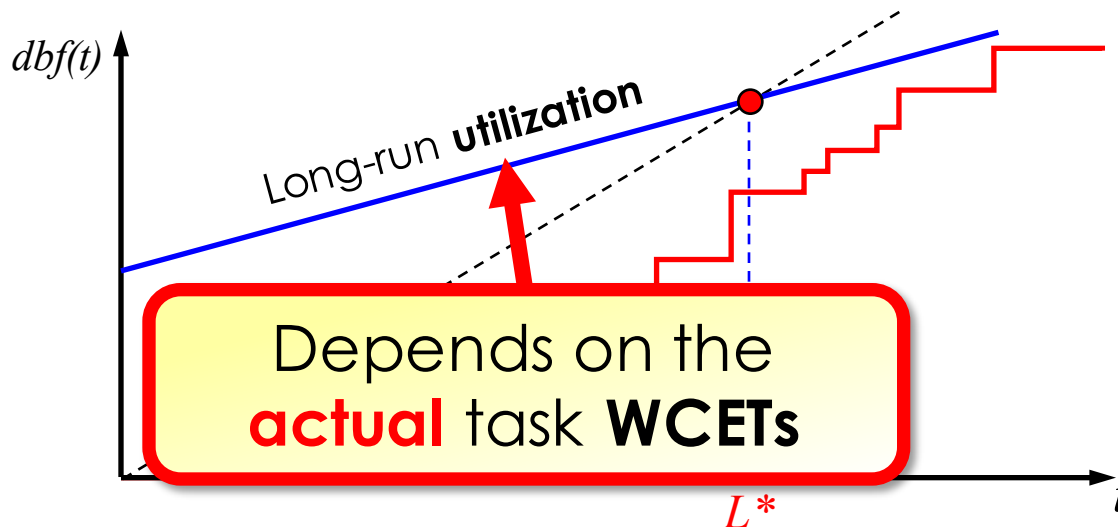 dbf(t)
Long-run utilization
Depends on the
actual task WCETs
L*
t